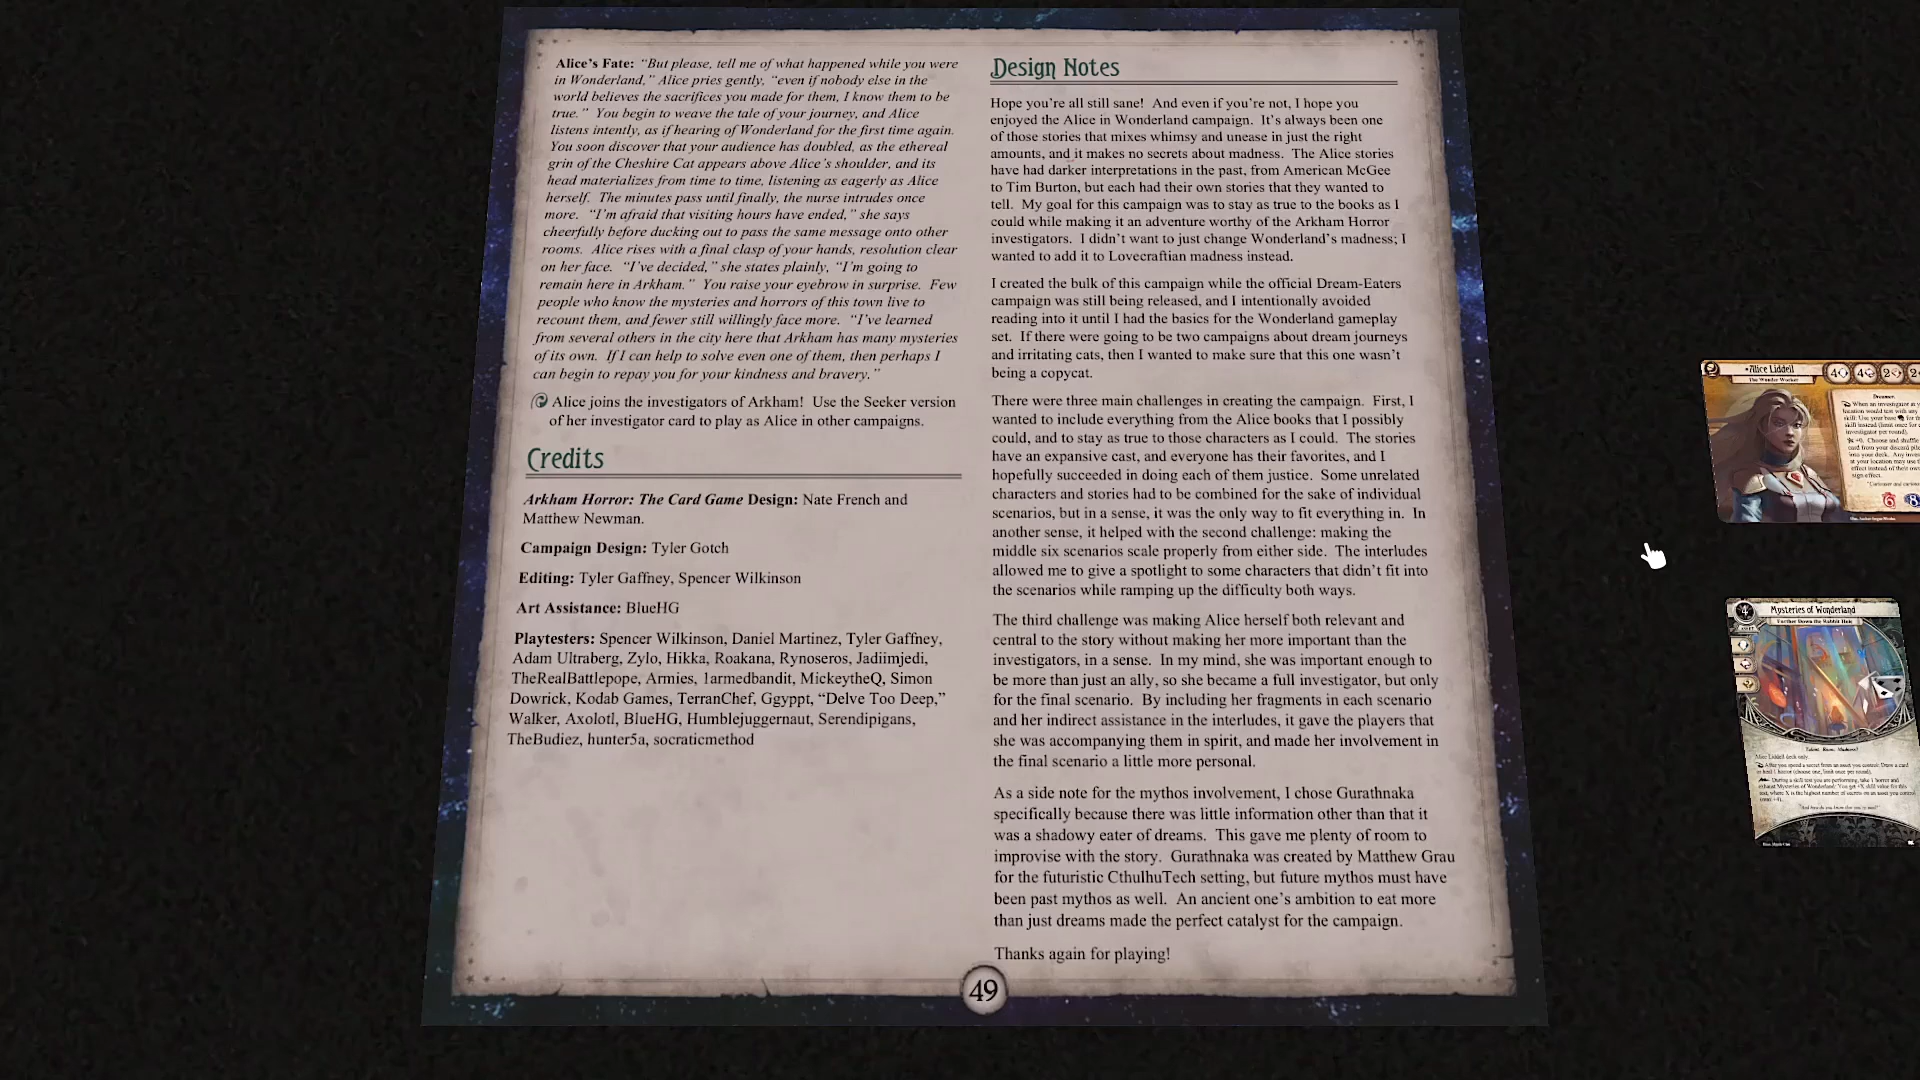 Alice's Fate: "But please, tell me of what happened while you were
in Wonderland," Alice pries gently, "even if nobody else in the
world believes the sacrifices you made for them, I know them to be
true." You begin to weave the tale of your journey, and Alice
listens intently, as if hearing of Wonderland for the first time again.
You soon discover that your audience has doubled, as the ethereal
grin of the Cheshire Cat appears above Alice's shoulder, and its
head materializes from time to time, listening as eagerly as Alice
herself. The minutes pass until finally, the nurse intrudes once
more. "I'm afraid that visiting hours have ended," she says
cheerfully before ducking out to pass the same message onto other
rooms. Alice rises with a final clasp of your hands, resolution clear
on her face. "I've decided," she states plainly, "I'm going to
remain here in Arkham." You raise your eyebrow in surprise. Few
people who know the mysteries and horrors of this town live to
recount them, and fewer still willingly face more. "I've learned
from several others in the city here that Arkham has many mysteries
of its own. If I can help to solve even one of them, then perhaps I
can begin to repay you for your kindness and bravery."
Alice joins the investigators of Arkham! Use the Seeker version
of her investigator card to play as Alice in other campaigns.
Credits
Arkham Horror: The Card Game Design: Nate French and
Matthew Newman.
Campaign Design: Tyler Gotch
Editing: Tyler Gaffney, Spencer Wilkinson
Art Assistance: BlueHG
Playtesters: Spencer Wilkinson, Daniel Martinez, Tyler Gaffney,
Adam Ultraberg, Zylo, Hikka, Roakana, Rynoseros, Jadiimjedi,
TheRealBattlepope, Armies, 1armedbandit, MickeytheQ, Simon
Dowrick, Kodab Games, TerranChef, Ggyppt, "Delve Too Deep,"
Walker, Axolotl, BlueHG, Humblejuggernaut, Serendipigans,
TheBudiez, hunter5a, socraticmethod
Design Notes
Hope you're all still sane! And even if you're not, I hope you
enjoyed the Alice in Wonderland campaign. It's always been one
of those stories that mixes whimsy and unease in just the right
amounts, and it makes no secrets about madness. The Alice stories
have had darker interpretations in the past, from American McGee
to Tim Burton, but each had their own stories that they wanted to
tell. My goal for this campaign was to stay as true to the books as I
could while making it an adventure worthy of the Arkham Horror
investigators. I didn't want to just change Wonderland's madness; I
wanted to add it to Lovecraftian madness instead.
I created the bulk of this campaign while the official Dream-Eaters
campaign was still being released, and I intentionally avoided
reading into it until I had the basics for the Wonderland gameplay
set. If there were going to be two campaigns about dream journeys
and irritating cats, then I wanted to make sure that this one wasn't
being a copycat.
There were three main challenges in creating the campaign. First, I
wanted to include everything from the Alice books that I possibly
could, and to stay as true to those characters as I could. The stories
have an expansive cast, and everyone has their favorites, and I
hopefully succeeded in doing each of them justice. Some unrelated
characters and stories had to be combined for the sake of individual
scenarios, but in a sense, it was the only way to fit everything in. In
another sense, it helped with the second challenge: making the
middle six scenarios scale properly from either side. The interludes
allowed me to give a spotlight to some characters that didn't fit into
the scenarios while ramping up the difficulty both ways.
The third challenge was making Alice herself both relevant and
central to the story without making her more important than the
investigators, in a sense. In my mind, she was important enough to
be more than just an ally, so she became a full investigator, but only
for the final scenario. By including her fragments in each scenario
and her indirect assistance in the interludes, it gave the players that
she was accompanying them in spirit, and made her involvement in
the final scenario a little more personal.
As a side note for the mythos involvement, I chose Gurathnaka
specifically because there was little information other than that it
was a shadowy eater of dreams. This gave me plenty of room to
improvise with the story. Gurathnaka was created by Matthew Grau
for the futuristic CthulhuTech setting, but future mythos must have
been past mythos as well. An ancient one's ambition to eat more
than just dreams made the perfect catalyst for the campaign.
Thanks again for playing!
49
Alice Liddell
The Wonder Worker
4 4 2 2
Dreamer.
4
ASSET
Mysteries of Wonderland
Further Down the Rabbit Hole
Alice Liddell deck only.